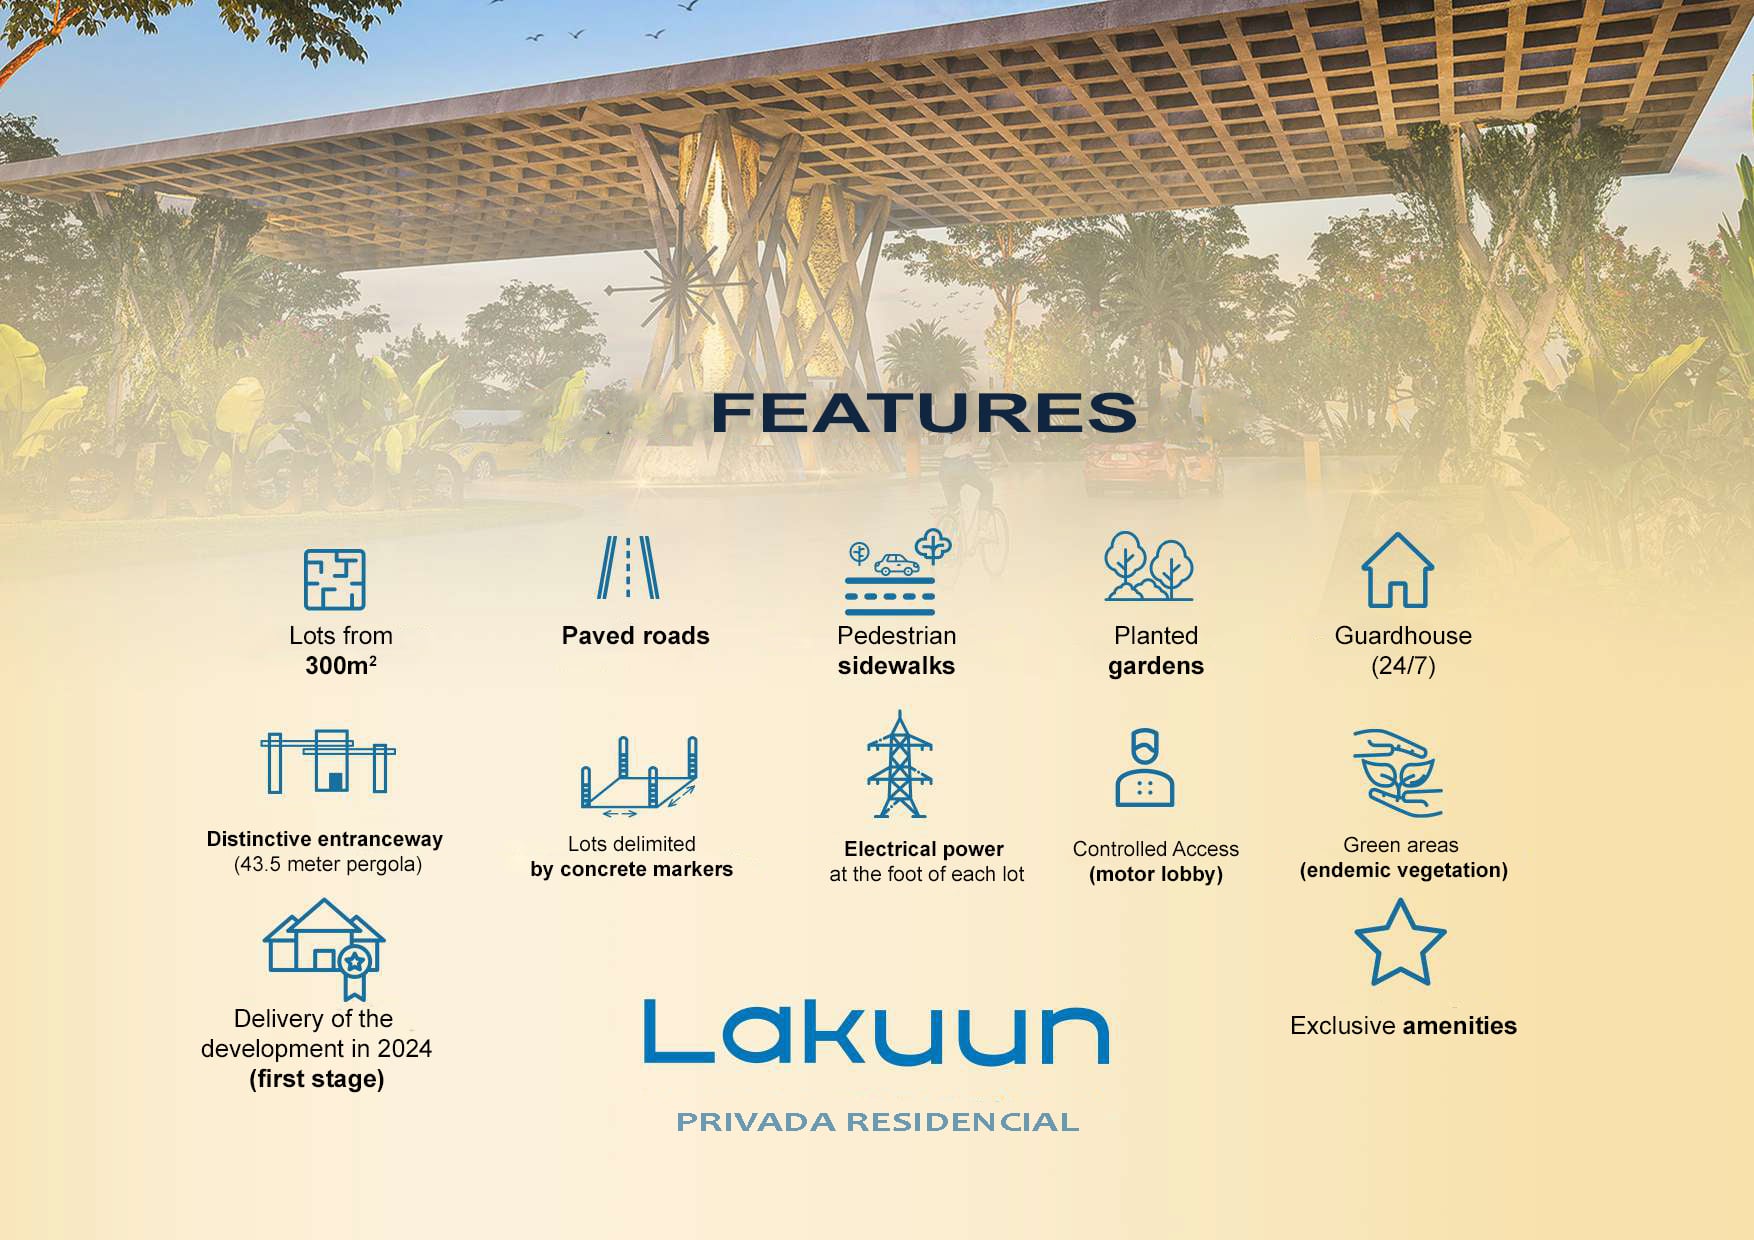 FEATURES
Lots from
300m²
Paved roads
Pedestrian
sidewalks
Planted
gardens
Guardhouse
(24/7)
Distinctive entranceway
(43.5 meter pergola)
Lots delimited
by concrete markers
Electrical power
at the foot of each lot
Controlled Access
(motor lobby)
Green areas
(endemic vegetation)
Delivery of the
development in 2024
(first stage)
Exclusive amenities
Lakuun
PRIVADA RESIDENCIAL